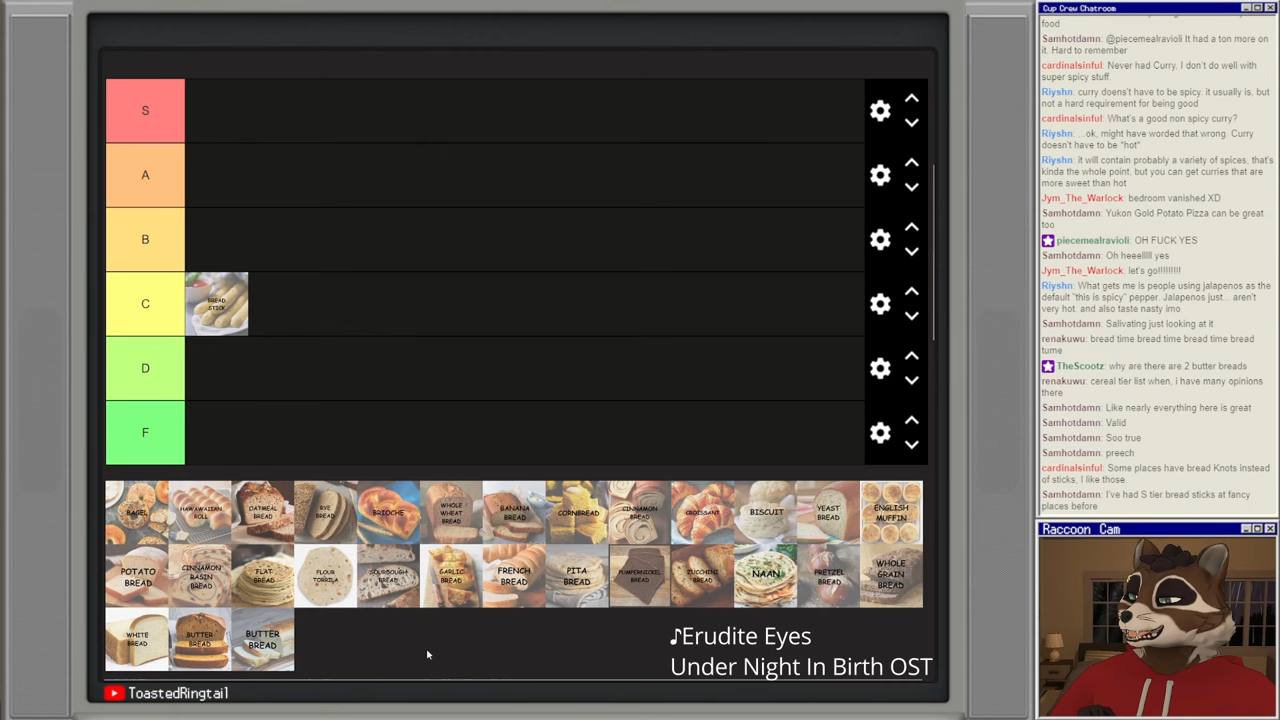 Cup Crew Chatroom
food
Samhotdamn: @piecemealravioli It had a ton more on
it. Hard to remember
cardinalsinful: Never had Curry, I don't do well with
super spicy stuff.
Riyshn: curry doens't have to be spicy. it usually is, but
not a hard requirement for being good
cardinalsinful: What's a good non spicy curry?
Riyshn: ...ok, might have worded that wrong. Curry
doesn't have to be *hot*
Riyshn: it will contain probably a variety of spices, that's
kinda the whole point. but you can get curries that are
more sweet than hot
Jym_The_Warlock: bedroom vanished XD
Samhotdamn: Yukon Gold Potato Pizza can be great
too
piecemealravioli: OH FUCK YES
Samhotdamn: Oh heeelllll yes
Jym_The_Warlock: let's go!!!!!!!!!
Riyshn: What gets me is people using jalapenos as the
default "this is spicy" pepper. Jalapenos just... aren't
very hot. and also taste nasty imo
Samhotdamn: Salivating just looking at it
renakuwu: bread time bread time bread time bread
tume
TheScootz: why are there are 2 butter breads
renakuwu: cereal tier list when, i have many opinions
there
Samhotdamn: Like nearly everything here is great
Samhotdamn: Valid
Samhotdamn: Soo true
Samhotdamn: preech
cardinalsinful: Some places have bread Knots instead
of sticks, I like those.
Samhotdamn: I've had S tier bread sticks at fancy
places before
Raccoon Cam
S
A
B
C
BREAD
STICK
D
F
BAGEL
HAWAWAIIAN
ROLL
OATMEAL
BREAD
RYE
BREAD
BRIOCHE
WHOLE
WHEAT
BREAD
BANANA
BREAD
CORNBREAD
CINNAMON
BREAD
CROISSANT
BISCUIT
YEAST
BREAD
ENGLISH
MUFFIN
POTATO
BREAD
CINNAMON
RASIN
BREAD
FLAT
BREAD
FLOUR
TORRILA
SOURDOUGH
BREAD
GARLIC
BREAD
FRENCH
BREAD
PITA
BREAD
PUMPERNICKEL
BREAD
ZUCCHINI
BREAD
NAAN
PRETZEL
BREAD
WHOLE
GRAIN
BREAD
WHITE
BREAD
BUTTER
BREAD
BUTTER
BREAD
♪Erudite Eyes
Under Night In Birth OST
ToastedRingtail